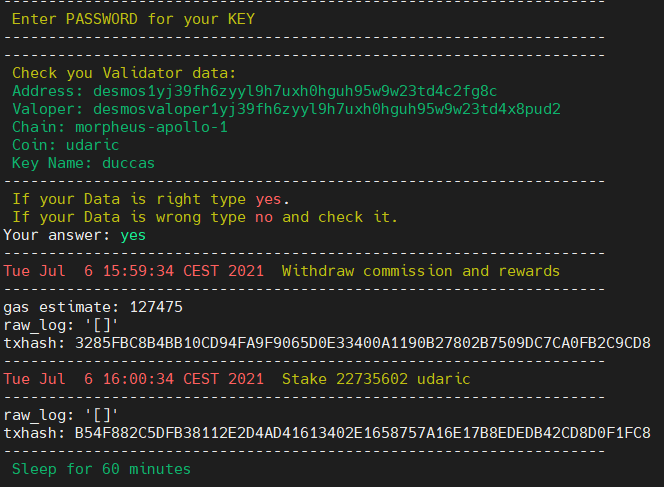 -------------------------------------------------------------------
 Enter PASSWORD for your KEY
-------------------------------------------------------------------
-------------------------------------------------------------------
 Check you Validator data:
 Address: desmos1yj39fh6zyyl9h7uxh0hguh95w9w23td4c2fg8c
 Valoper: desmosvaloper1yj39fh6zyyl9h7uxh0hguh95w9w23td4x8pud2
 Chain: morpheus-apollo-1
 Coin: udaric
 Key Name: duccas
-------------------------------------------------------------------
 If your Data is right type yes.
 If your Data is wrong type no and check it.
Your answer: yes
-------------------------------------------------------------------
Tue Jul  6 15:59:34 CEST 2021  Withdraw commission and rewards
-------------------------------------------------------------------
gas estimate: 127475
raw_log: '[]'
txhash: 3285FBC8B4BB10CD94FA9F9065D0E33400A1190B27802B7509DC7CA0FB2C9CD8
-------------------------------------------------------------------
Tue Jul  6 16:00:34 CEST 2021  Stake 22735602 udaric
-------------------------------------------------------------------
raw_log: '[]'
txhash: B54F882C5DFB38112E2D4AD41613402E1658757A16E17B8EDEDB42CD8D0F1FC8
-------------------------------------------------------------------
 Sleep for 60 minutes